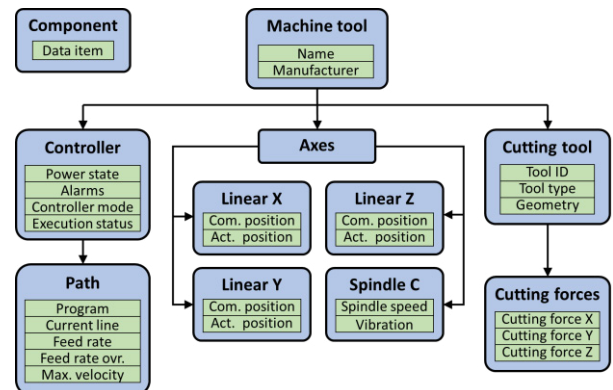 Component
Data item
Machine tool
Name
Manufacturer
Controller
Power state
Alarms
Controller mode
Execution status
Axes
Cutting tool
Tool ID
Tool type
Geometry
Linear X
Com. position
Act. position
Linear Z
Com. position
Act. position
Path
Program
Current line
Feed rate
Feed rate ovr.
Max. velocity
Linear Y
Com. position
Act. position
Spindle C
Spindle speed
Vibration
Cutting forces
Cutting force X
Cutting force Y
Cutting force Z